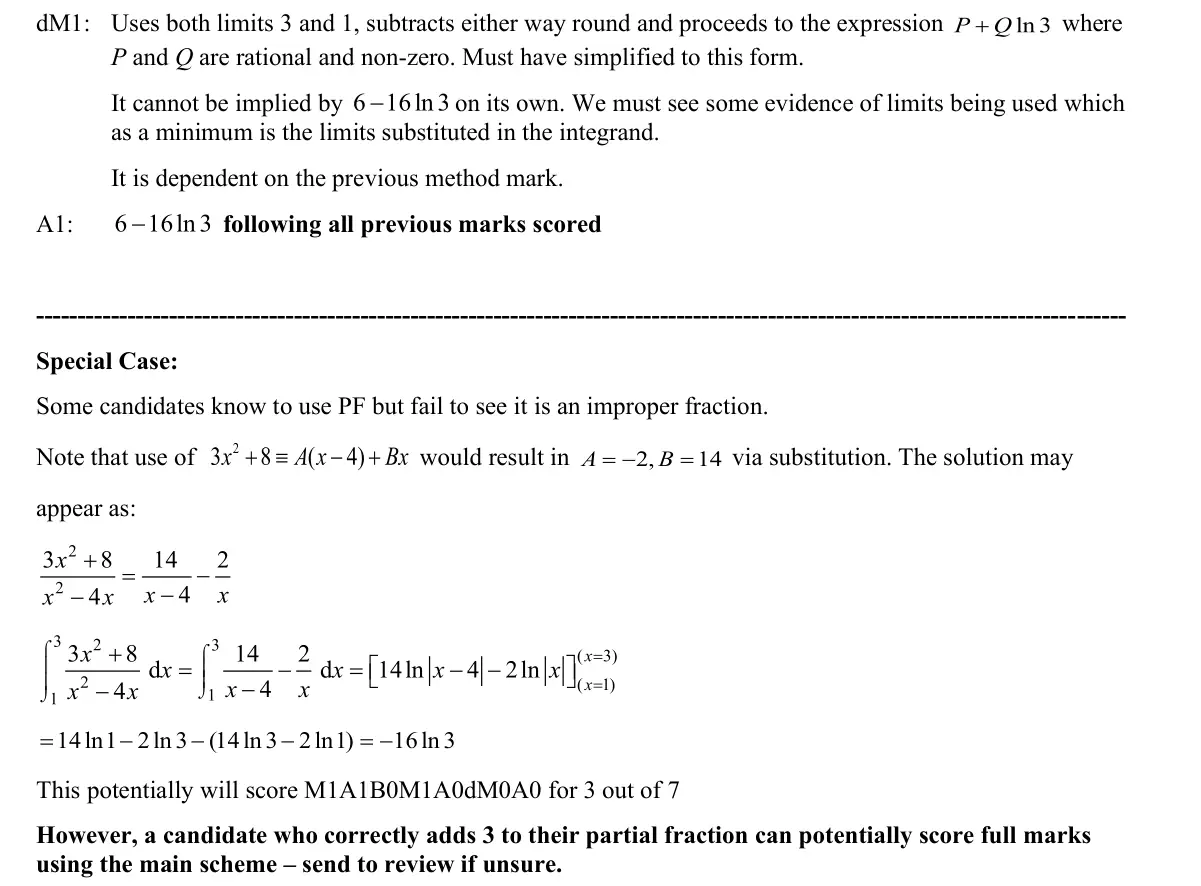 dM1: Uses both limits 3 and 1, subtracts either way round and proceeds to the expression P + Q ln 3 where
P and Q are rational and non-zero. Must have simplified to this form.
It cannot be implied by 6 − 16 ln 3 on its own. We must see some evidence of limits being used which
as a minimum is the limits substituted in the integrand.
It is dependent on the previous method mark.
A1: 6 − 16 ln 3 following all previous marks scored
--------------------------------------------------------------------------------------------------------------------------------------
Special Case:
Some candidates know to use PF but fail to see it is an improper fraction.
Note that use of 3x² + 8 ≡ A(x − 4) + Bx would result in A = −2, B = 14 via substitution. The solution may
appear as:
(3x² + 8)/(x² − 4x) = 14/(x − 4) − 2/x
∫₁³ (3x² + 8)/(x² − 4x) dx = ∫₁³ 14/(x − 4) − 2/x dx = [14 ln|x − 4| − 2 ln|x|]₍ₓ₌₁₎⁽ˣ⁼³⁾
= 14 ln 1 − 2 ln 3 − (14 ln 3 − 2 ln 1) = −16 ln 3
This potentially will score M1A1B0M1A0dM0A0 for 3 out of 7
However, a candidate who correctly adds 3 to their partial fraction can potentially score full marks
using the main scheme – send to review if unsure.